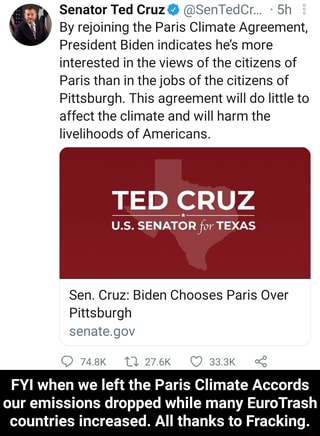 Senator Ted Cruz @SenTedCr... · 5h
By rejoining the Paris Climate Agreement,
President Biden indicates he's more
interested in the views of the citizens of
Paris than in the jobs of the citizens of
Pittsburgh. This agreement will do little to
affect the climate and will harm the
livelihoods of Americans.
TED CRUZ
U.S. SENATOR for TEXAS
Sen. Cruz: Biden Chooses Paris Over
Pittsburgh
senate.gov
74.8K 27.6K 33.3K
FYI when we left the Paris Climate Accords
our emissions dropped while many EuroTrash
countries increased. All thanks to Fracking.